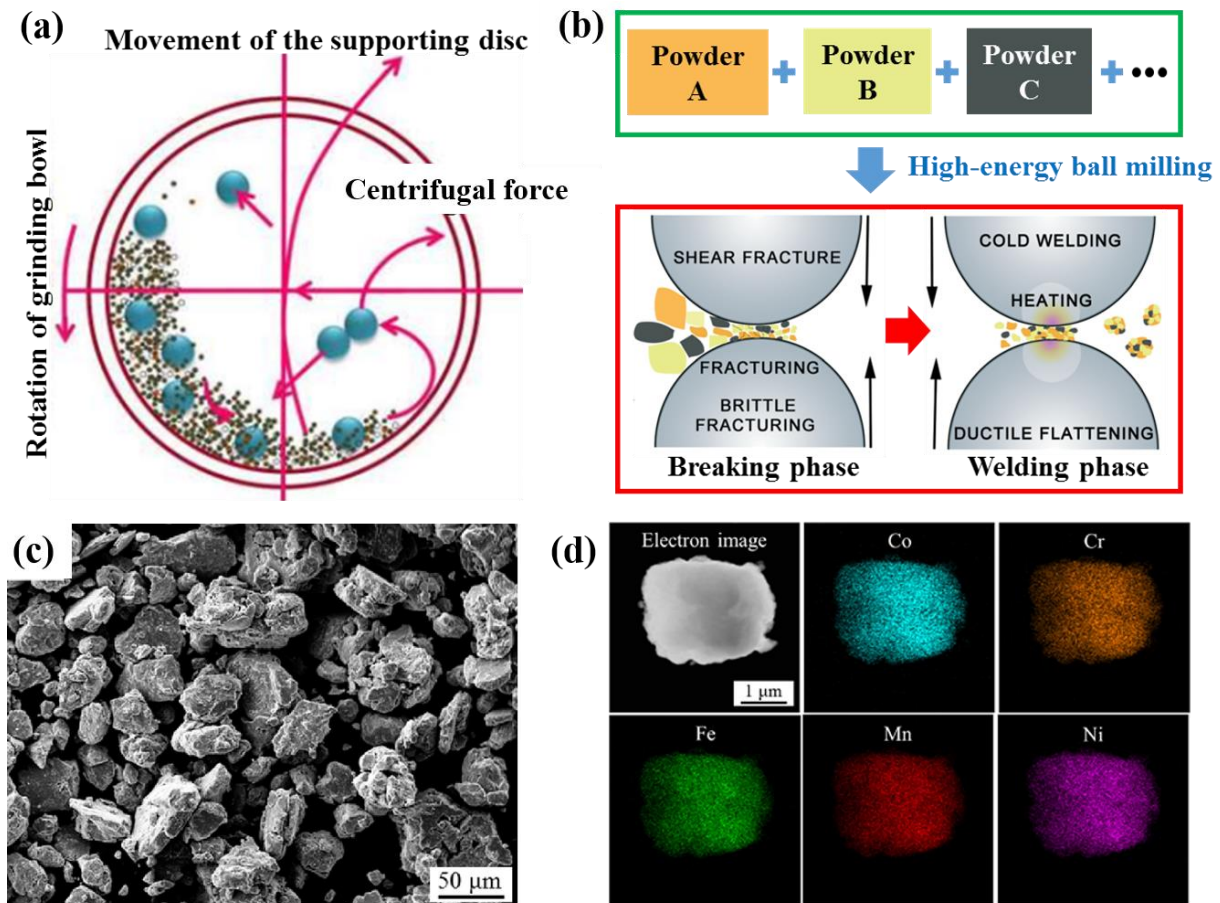 (a)
Movement of the supporting disc
Rotation of grinding bowl
Centrifugal force
(b)
Powder A
+
Powder B
+
Powder C
+ •••
High-energy ball milling
SHEAR FRACTURE
FRACTURING
BRITTLE
FRACTURING
Breaking phase
COLD WELDING
HEATING
DUCTILE FLATTENING
Welding phase
(c)
50 μm
(d)
Electron image
1 μm
Co
Cr
Fe
Mn
Ni